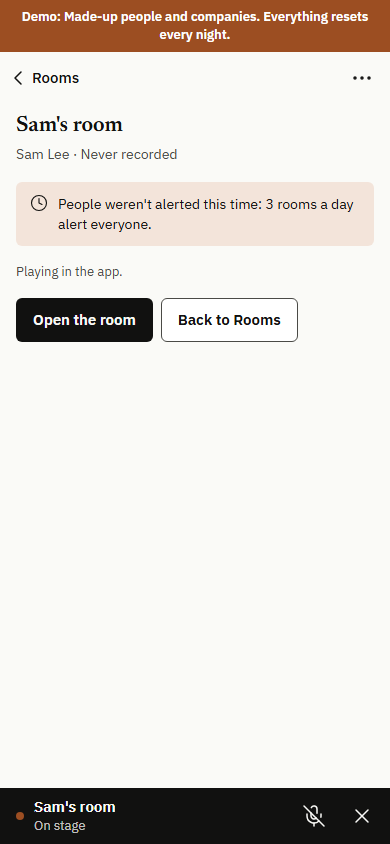 Demo: Made-up people and companies. Everything resets
every night.
Rooms
Sam's room
Sam Lee · Never recorded
People weren't alerted this time: 3 rooms a day
alert everyone.
Playing in the app.
Open the room
Back to Rooms
Sam's room
On stage